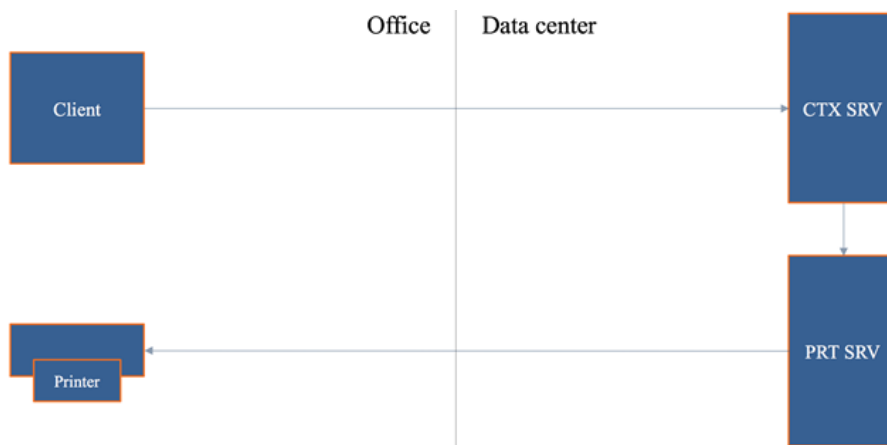 Office
Data center
Client
CTX SRV
PRT SRV
Printer